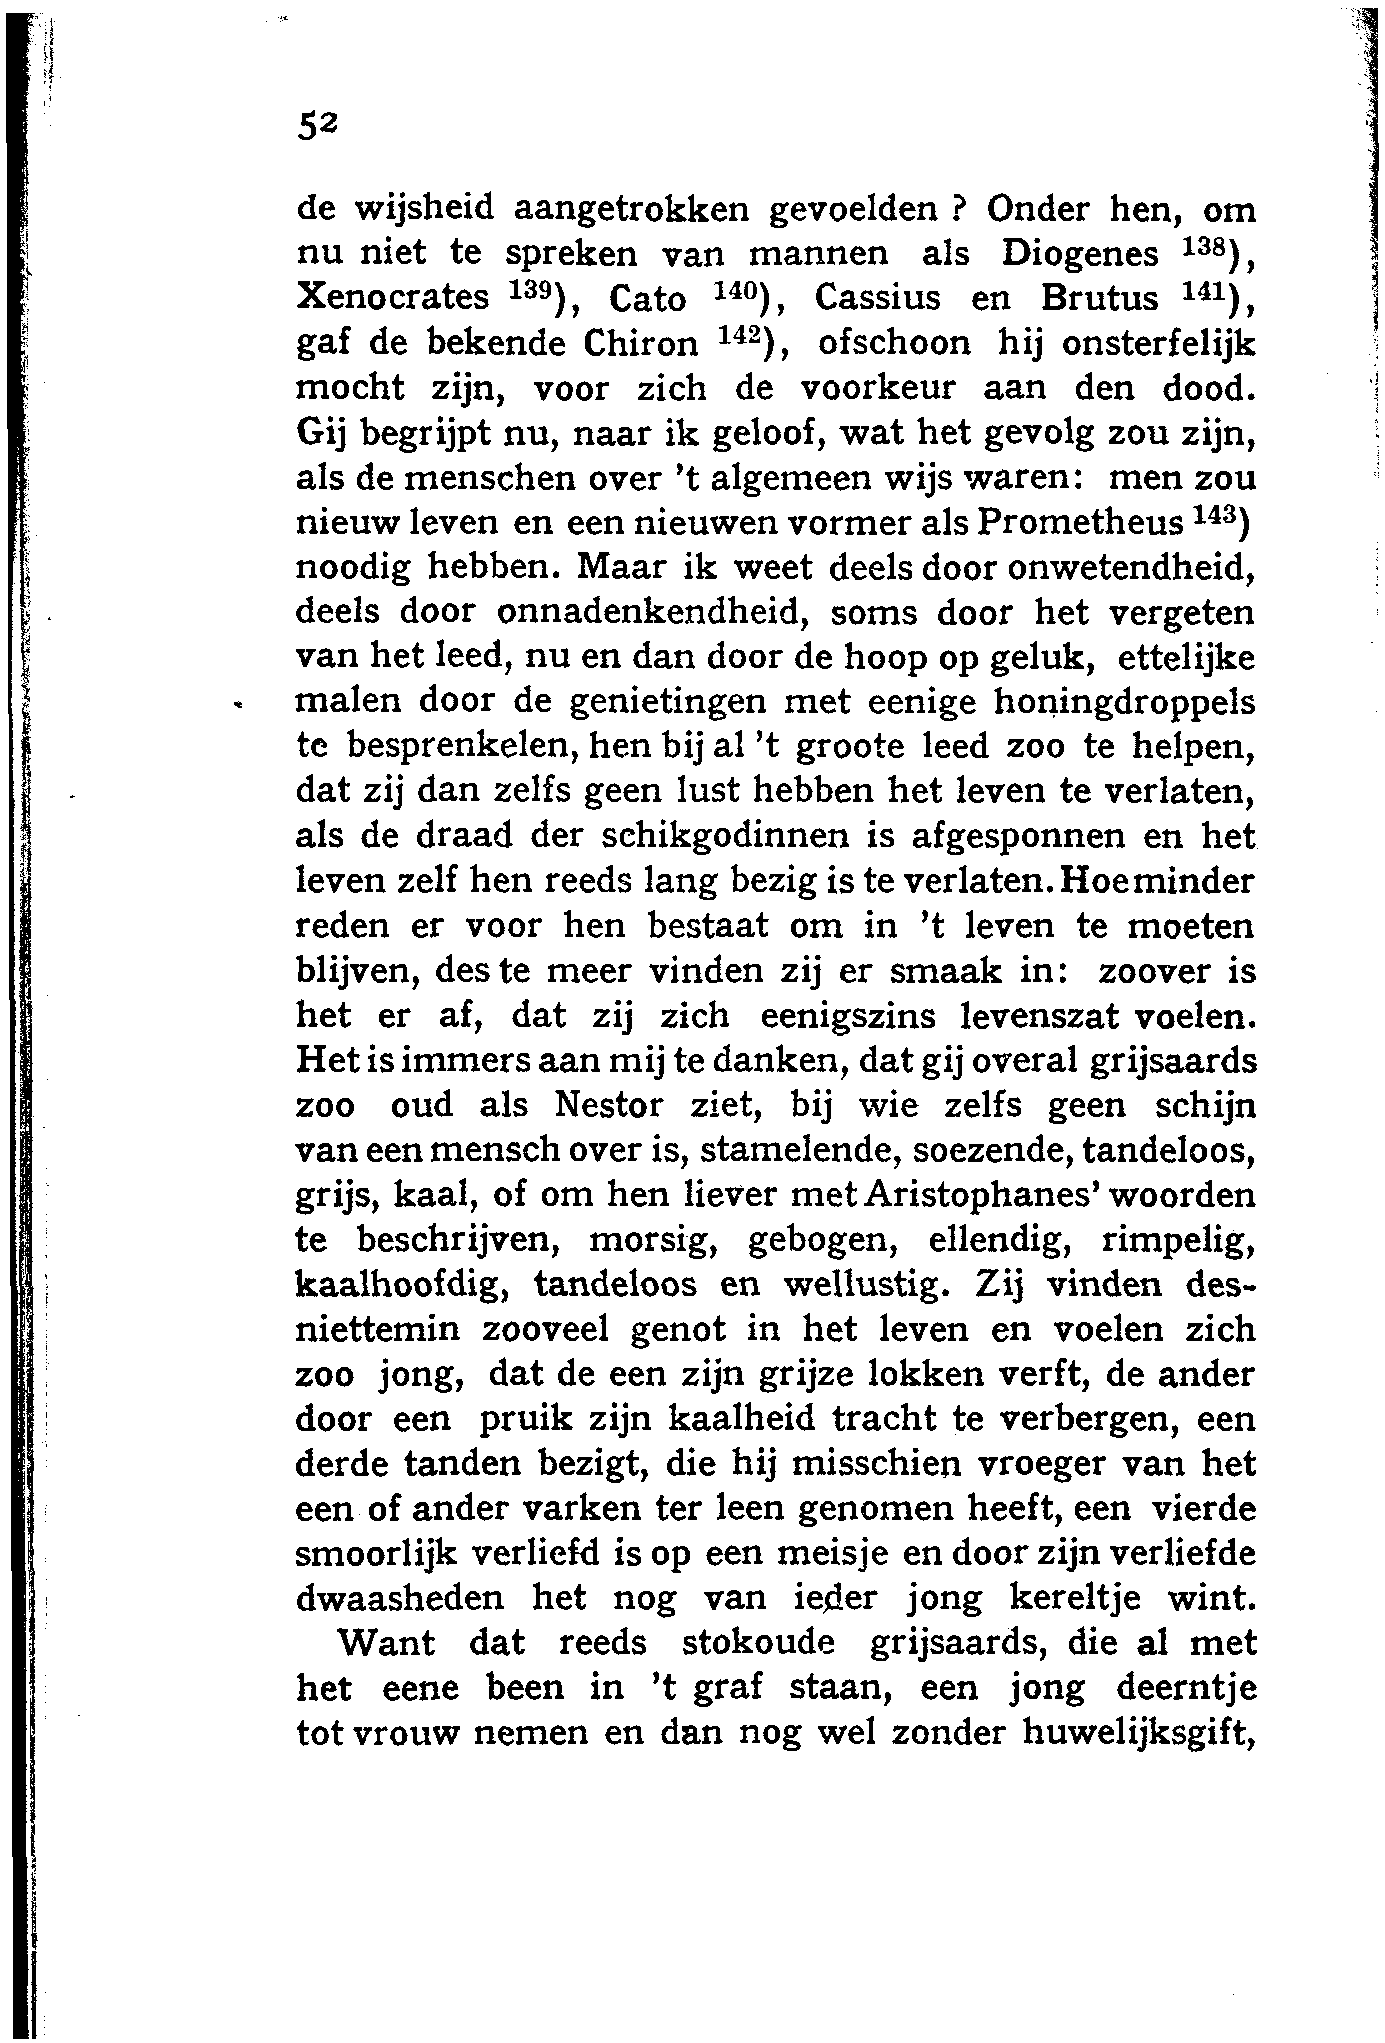 52
de wijsheid aangetrokken gevoelden ? Onder hen, om
nu niet te spreken van mannen als Diogenes ¹³⁸),
Xenocrates ¹³⁹), Cato ¹⁴⁰), Cassius en Brutus ¹⁴¹),
gaf de bekende Chiron ¹⁴²), ofschoon hij onsterfelijk
mocht zijn, voor zich de voorkeur aan den dood.
Gij begrijpt nu, naar ik geloof, wat het gevolg zou zijn,
als de menschen over 't algemeen wijs waren: men zou
nieuw leven en een nieuwen vormer als Prometheus ¹⁴³)
noodig hebben. Maar ik weet deels door onwetendheid,
deels door onnadenkendheid, soms door het vergeten
van het leed, nu en dan door de hoop op geluk, ettelijke
malen door de genietingen met eenige honingdroppels
te besprenkelen, hen bij al 't groote leed zoo te helpen,
dat zij dan zelfs geen lust hebben het leven te verlaten,
als de draad der schikgodinnen is afgesponnen en het
leven zelf hen reeds lang bezig is te verlaten. Hoe minder
reden er voor hen bestaat om in 't leven te moeten
blijven, des te meer vinden zij er smaak in: zoover is
het er af, dat zij zich eenigszins levenszat voelen.
Het is immers aan mij te danken, dat gij overal grijsaards
zoo oud als Nestor ziet, bij wie zelfs geen schijn
van een mensch over is, stamelende, soezende, tandeloos,
grijs, kaal, of om hen liever met Aristophanes' woorden
te beschrijven, morsig, gebogen, ellendig, rimpelig,
kaalhoofdig, tandeloos en wellustig. Zij vinden des-
niettemin zooveel genot in het leven en voelen zich
zoo jong, dat de een zijn grijze lokken verft, de ander
door een pruik zijn kaalheid tracht te verbergen, een
derde tanden bezigt, die hij misschien vroeger van het
een of ander varken ter leen genomen heeft, een vierde
smoorlijk verliefd is op een meisje en door zijn verliefde
dwaasheden het nog van ieder jong kereltje wint.
Want dat reeds stokoude grijsaards, die al met
het eene been in 't graf staan, een jong deerntje
tot vrouw nemen en dan nog wel zonder huwelijksgift,